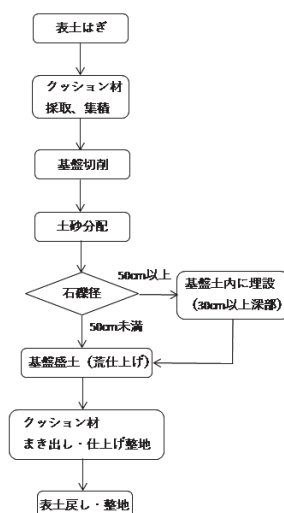 表土はぎ
クッション材
採取、集積
基盤切削
土砂分配
50cm以上
石礫径
基盤土内に埋設
（30cm以上深部）
50cm未満
基盤盛土（荒仕上げ）
クッション材
まき出し・仕上げ整地
表土戻し・整地